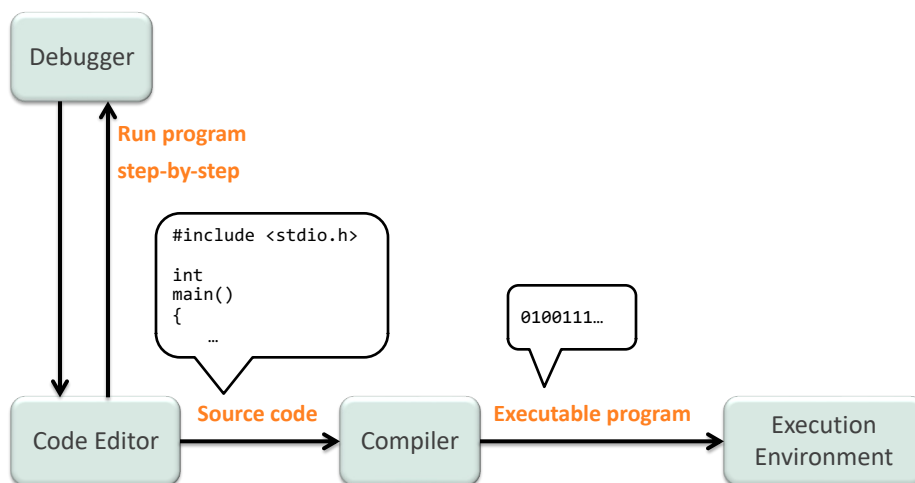 Debugger
Run program
step-by-step
#include <stdio.h>
int
main()
{
…
0100111…
Source code
Executable program
Code Editor
Compiler
Execution
Environment